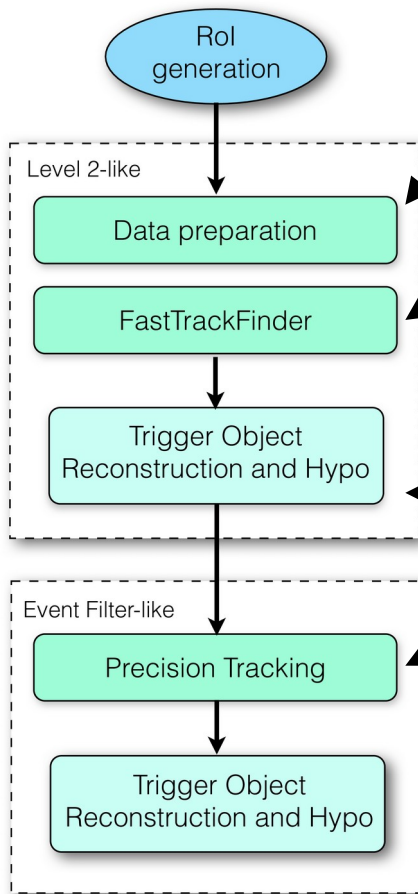 RoI
generation
Level 2-like
Data preparation
FastTrackFinder
Trigger Object
Reconstruction and Hypo
Event Filter-like
Precision Tracking
Trigger Object
Reconstruction and Hypo